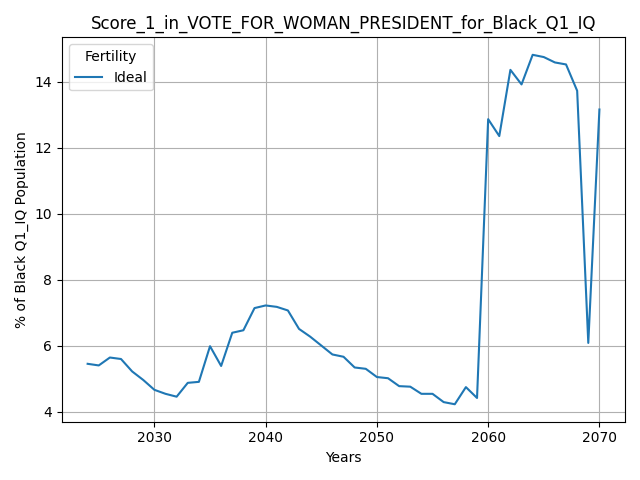 Score_1_in_VOTE_FOR_WOMAN_PRESIDENT_for_Black_Q1_IQ
Fertility
Ideal
% of Black Q1_IQ Population
14
12
10
8
6
4
2030
2040
2050
2060
2070
Years